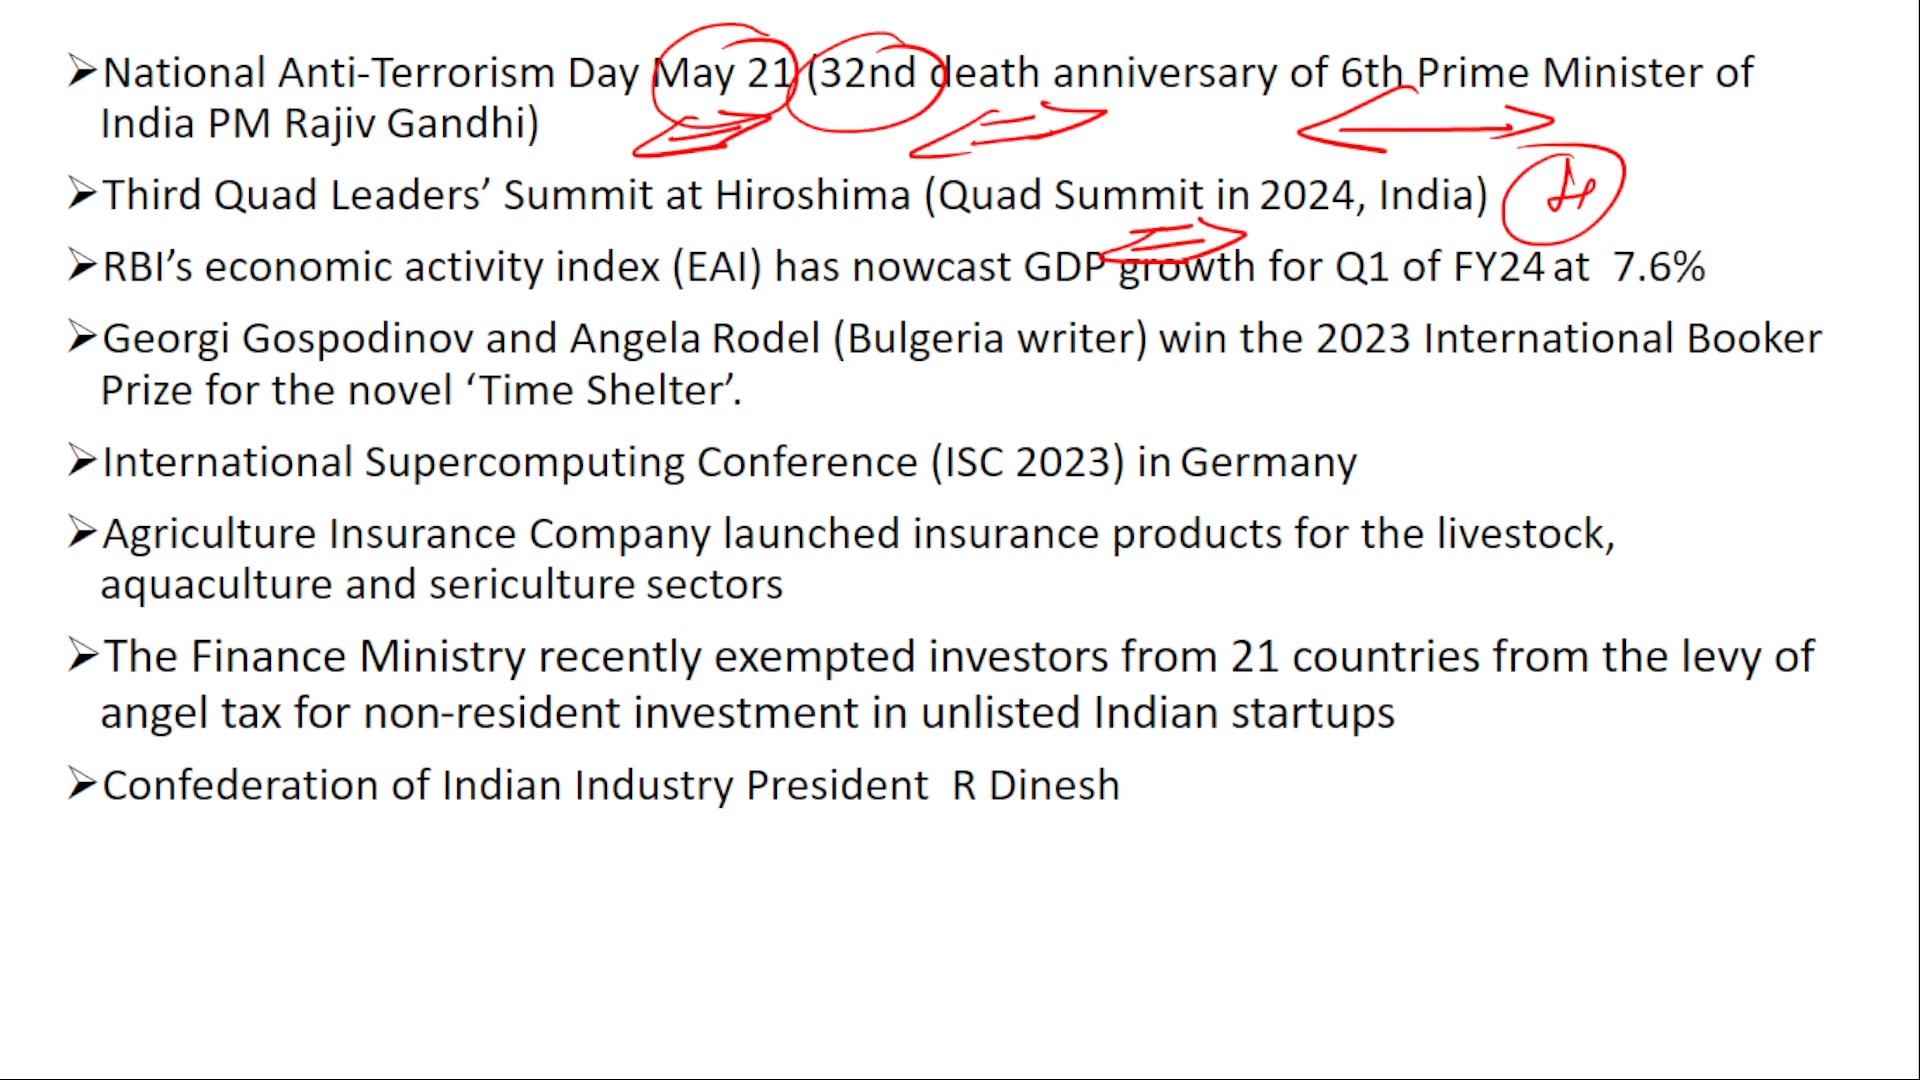 ➢National Anti-Terrorism Day May 21 (32nd death anniversary of 6th Prime Minister of
India PM Rajiv Gandhi)
➢Third Quad Leaders’ Summit at Hiroshima (Quad Summit in 2024, India)
➢RBI’s economic activity index (EAI) has nowcast GDP growth for Q1 of FY24 at 7.6%
➢Georgi Gospodinov and Angela Rodel (Bulgeria writer) win the 2023 International Booker
Prize for the novel ‘Time Shelter’.
➢International Supercomputing Conference (ISC 2023) in Germany
➢Agriculture Insurance Company launched insurance products for the livestock,
aquaculture and sericulture sectors
➢The Finance Ministry recently exempted investors from 21 countries from the levy of
angel tax for non-resident investment in unlisted Indian startups
➢Confederation of Indian Industry President R Dinesh